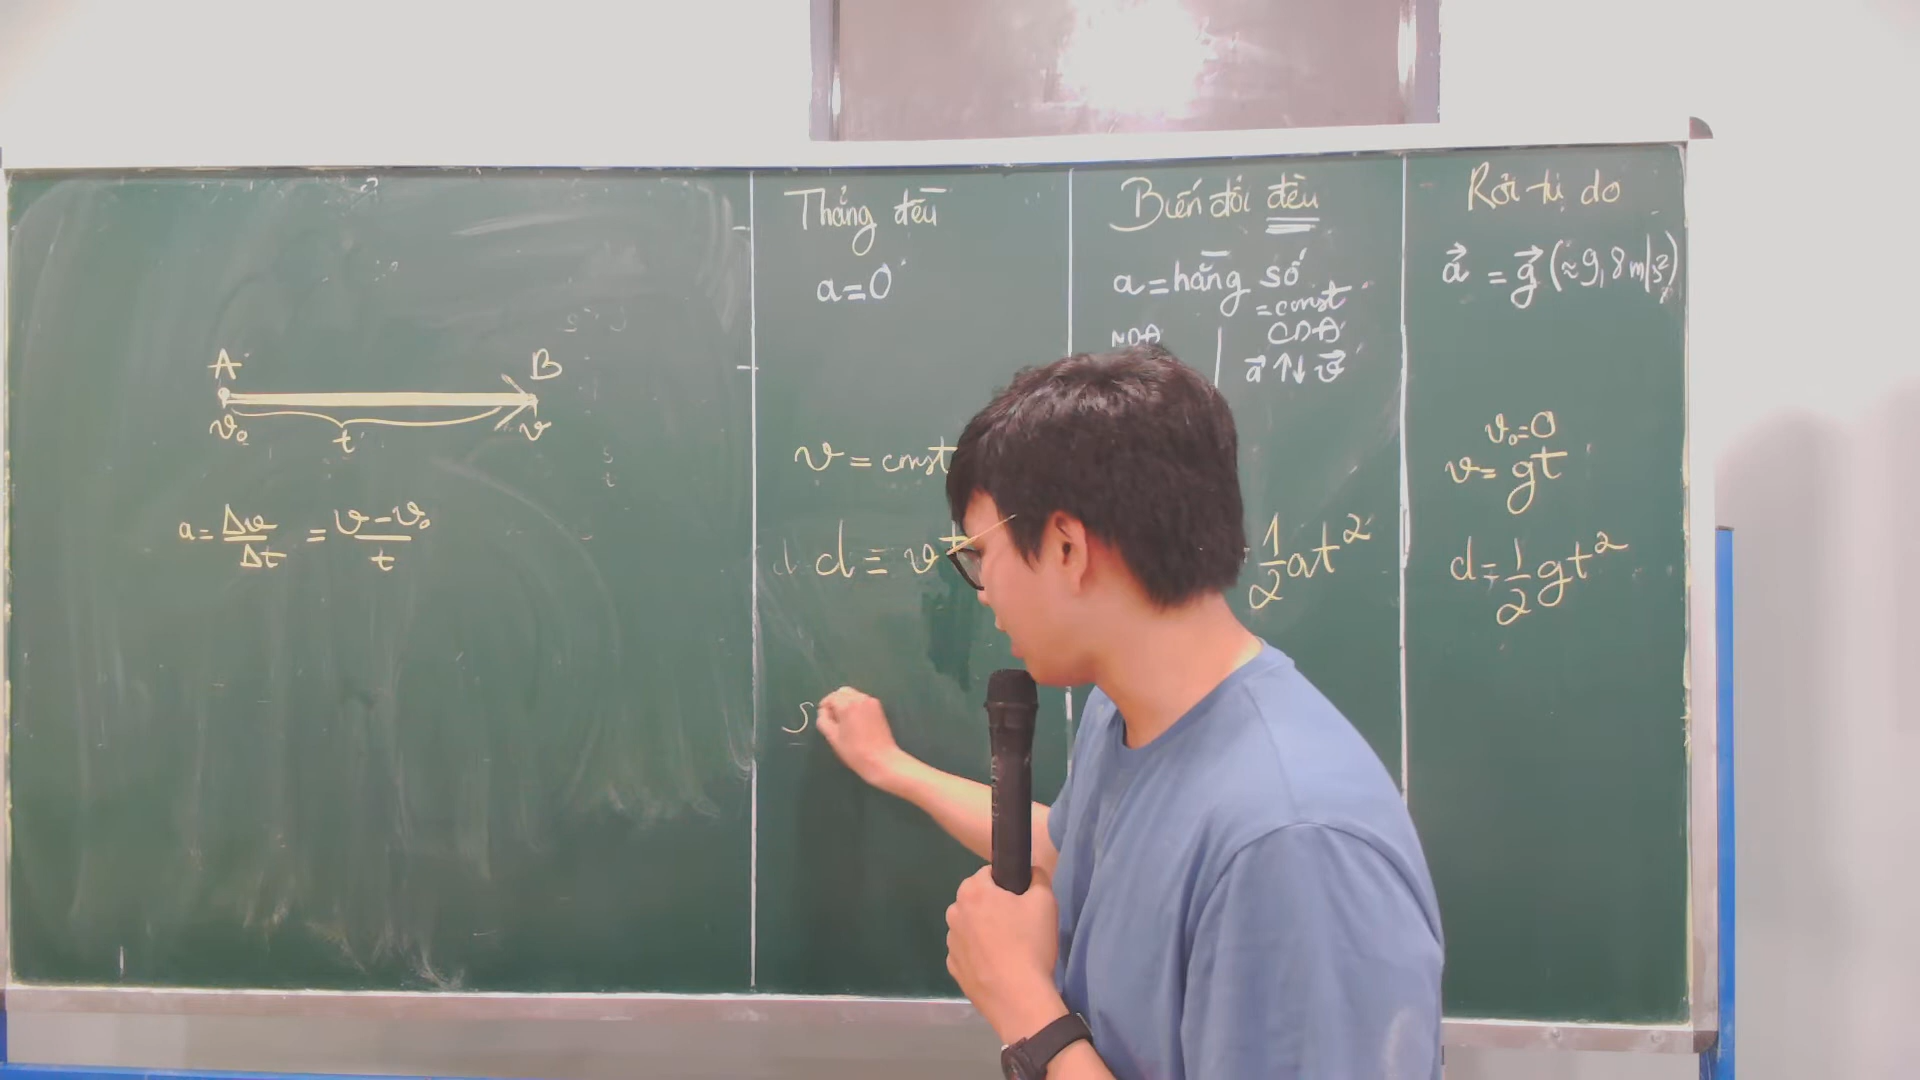 A B
v₀ t v
a = Δv/Δt = (v - v₀)/t
Thẳng đều
a = 0
v = const
d = v t
s
Biến đổi đều
a = hằng số
= const
NDĐ | CDĐ
a⃗ ↑↓ v⃗
1/2 at²
Rơi tự do
a⃗ = g⃗ (≈ 9,8 m/s²)
v₀ = 0
v = gt
d = 1/2 gt²